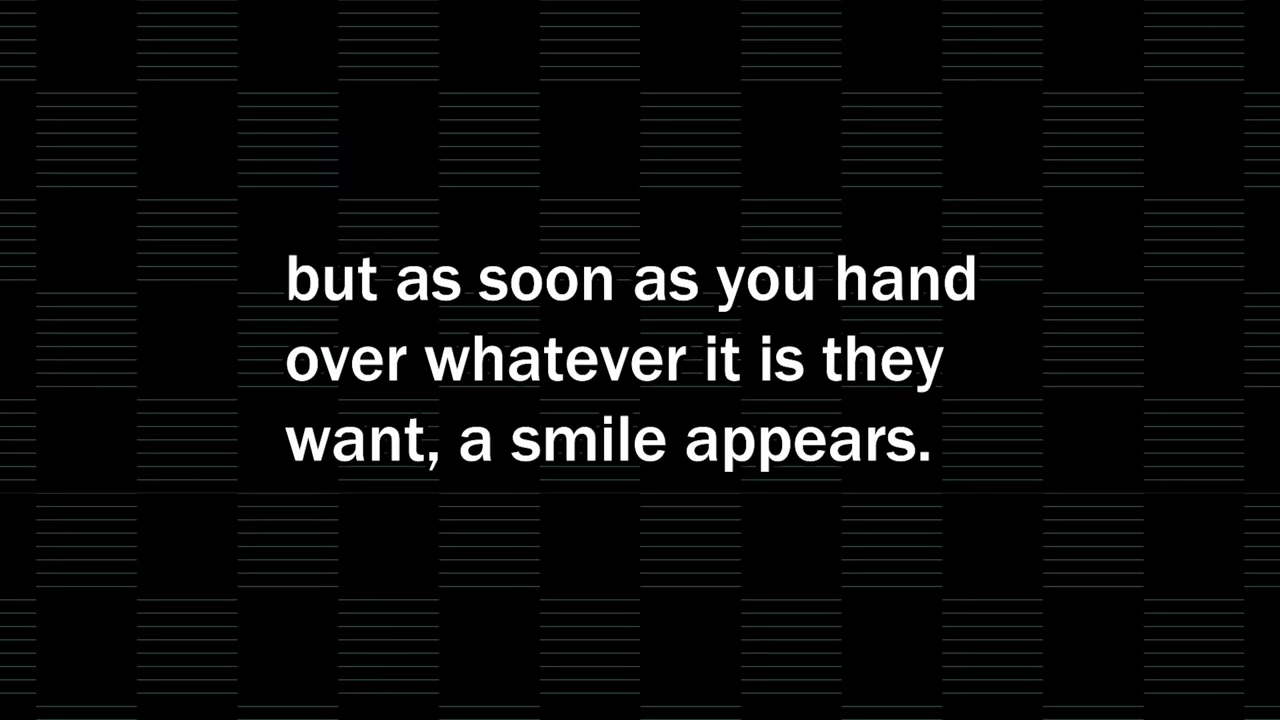 but as soon as you hand
over whatever it is they
want, a smile appears.